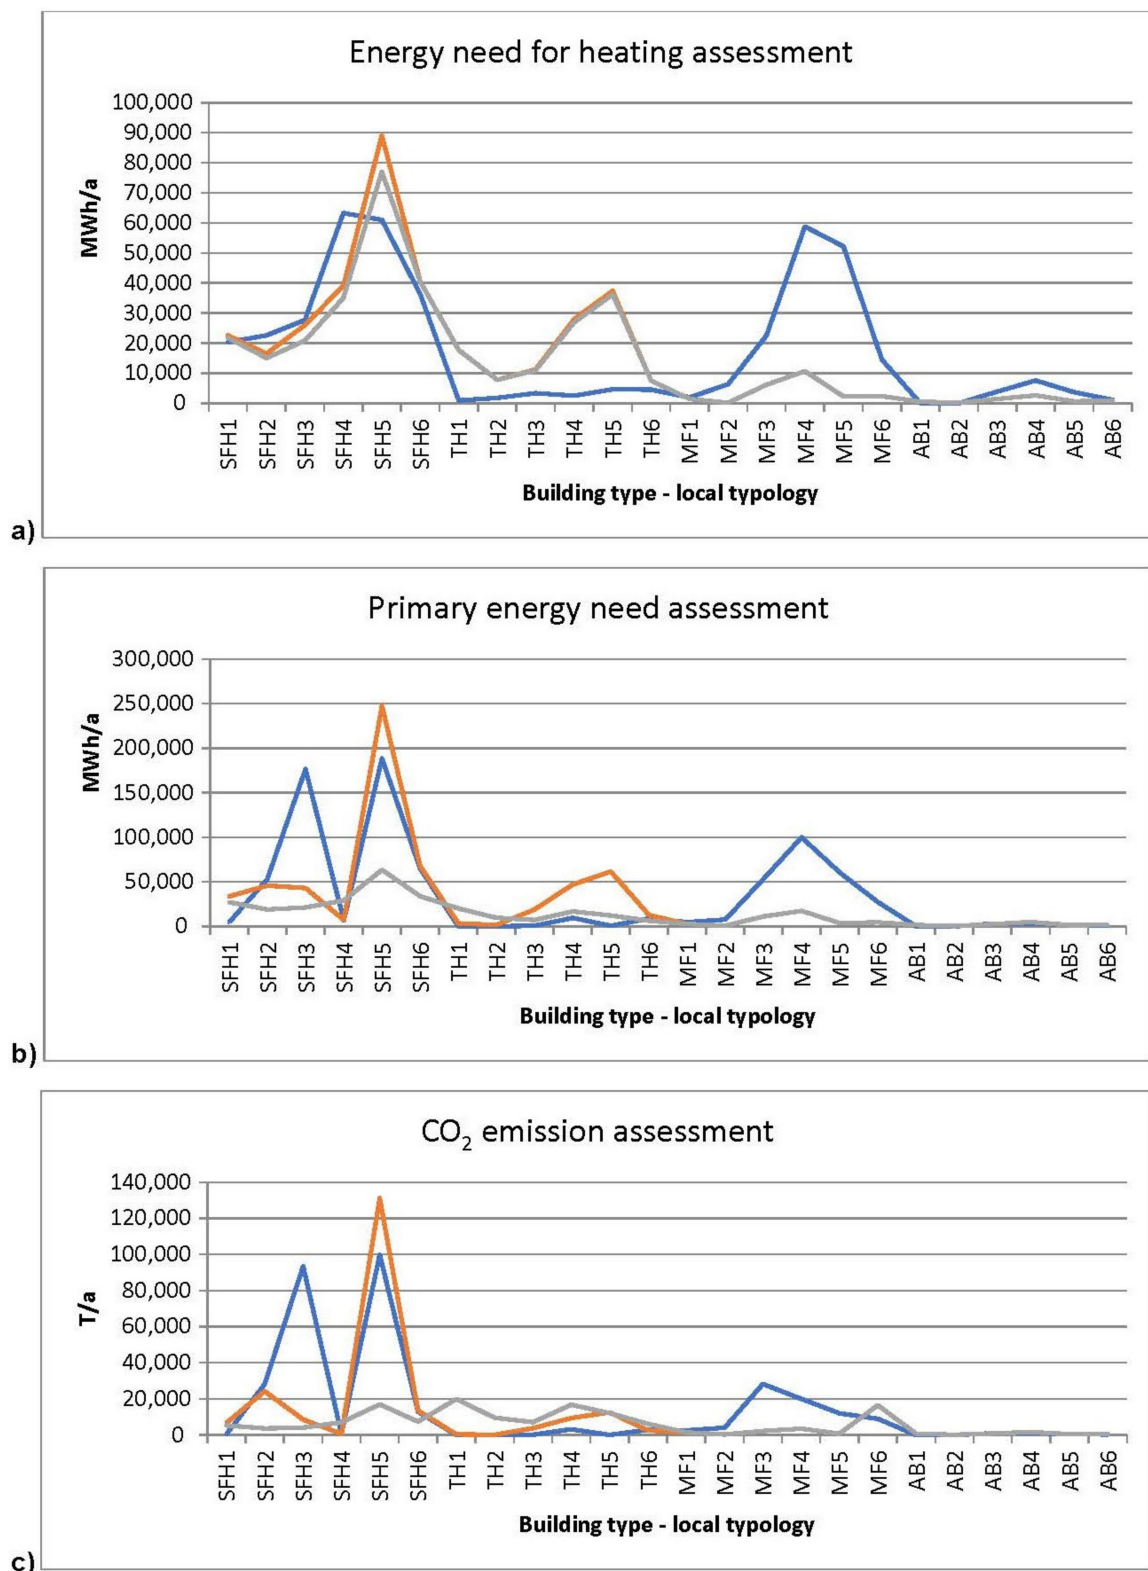 Energy need for heating assessment
100,000
90,000
80,000
70,000
60,000
50,000
40,000
30,000
20,000
10,000
0
MWh/a
SFH1 SFH2 SFH3 SFH4 SFH5 SFH6 TH1 TH2 TH3 TH4 TH5 TH6 MF1 MF2 MF3 MF4 MF5 MF6 AB1 AB2 AB3 AB4 AB5 AB6
Building type - local typology
a)
Primary energy need assessment
300,000
250,000
200,000
150,000
100,000
50,000
0
MWh/a
SFH1 SFH2 SFH3 SFH4 SFH5 SFH6 TH1 TH2 TH3 TH4 TH5 TH6 MF1 MF2 MF3 MF4 MF5 MF6 AB1 AB2 AB3 AB4 AB5 AB6
Building type - local typology
b)
CO₂ emission assessment
140,000
120,000
100,000
80,000
60,000
40,000
20,000
0
T/a
SFH1 SFH2 SFH3 SFH4 SFH5 SFH6 TH1 TH2 TH3 TH4 TH5 TH6 MF1 MF2 MF3 MF4 MF5 MF6 AB1 AB2 AB3 AB4 AB5 AB6
Building type - local typology
c)